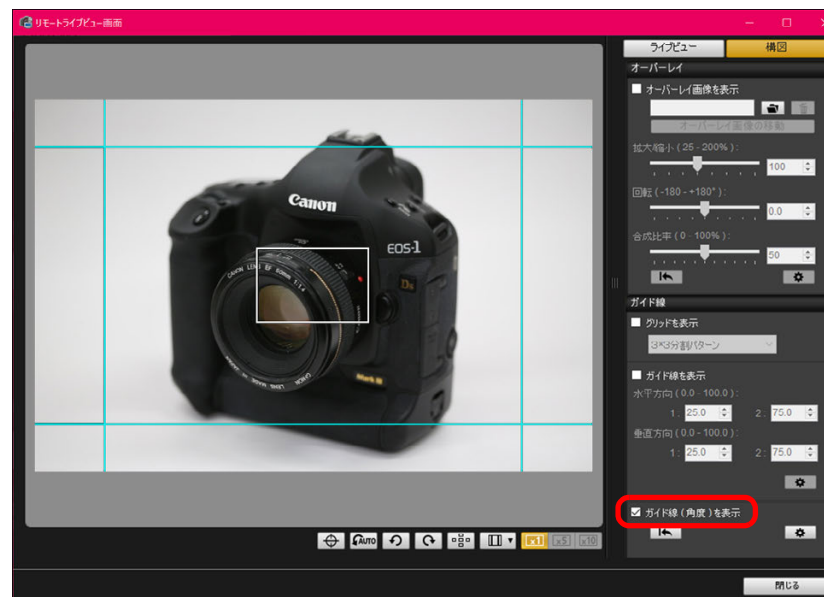 リモートライブビュー画面
ライブビュー 構図
オーバーレイ
オーバーレイ画像を表示
オーバーレイ画像の移動
拡大/縮小 ( 25 - 200% ) :
100
回転 ( -180 - +180° ) :
0.0
合成比率 ( 0 - 100% ) :
50
ガイド線
グリッドを表示
3*3分割パターン
ガイド線を表示
水平方向 ( 0.0 - 100.0 ) :
1 : 25.0 2 : 75.0
垂直方向 ( 0.0 - 100.0 ) :
1 : 25.0 2 : 75.0
ガイド線 ( 角度 ) を表示
Canon
EOS-1
Ds
CANON LENS EF 50mm 1:1.4
Mark III
AUTO
x1 x5 x10
閉じる